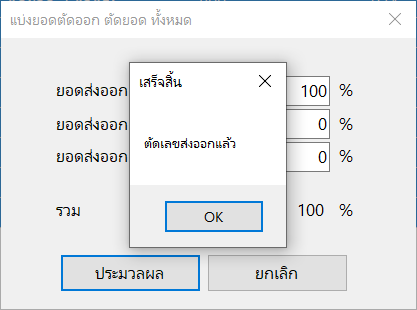 แบ่งยอดตัดออก ตัดยอด ทั้งหมด
เสร็จสิ้น
ยอดส่งออก 100 %
ยอดส่งออก 0 %
ตัดเลขส่งออกแล้ว
ยอดส่งออก 0 %
รวม 100 %
OK
ประมวลผล ยกเลิก